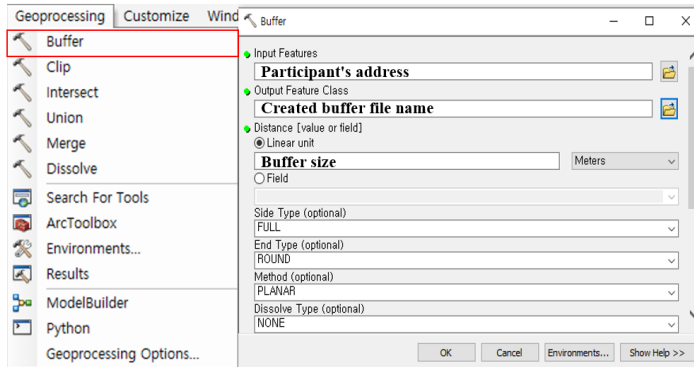 Geoprocessing Customize Wind
Buffer
Clip
Intersect
Union
Merge
Dissolve
Search For Tools
ArcToolbox
Environments...
Results
ModelBuilder
Python
Geoprocessing Options...
Buffer
Input Features
Participant's address
Output Feature Class
Created buffer file name
Distance [value or field]
Linear unit
Buffer size Meters
Field
Side Type (optional)
FULL
End Type (optional)
ROUND
Method (optional)
PLANAR
Dissolve Type (optional)
NONE
OK Cancel Environments... Show Help >>